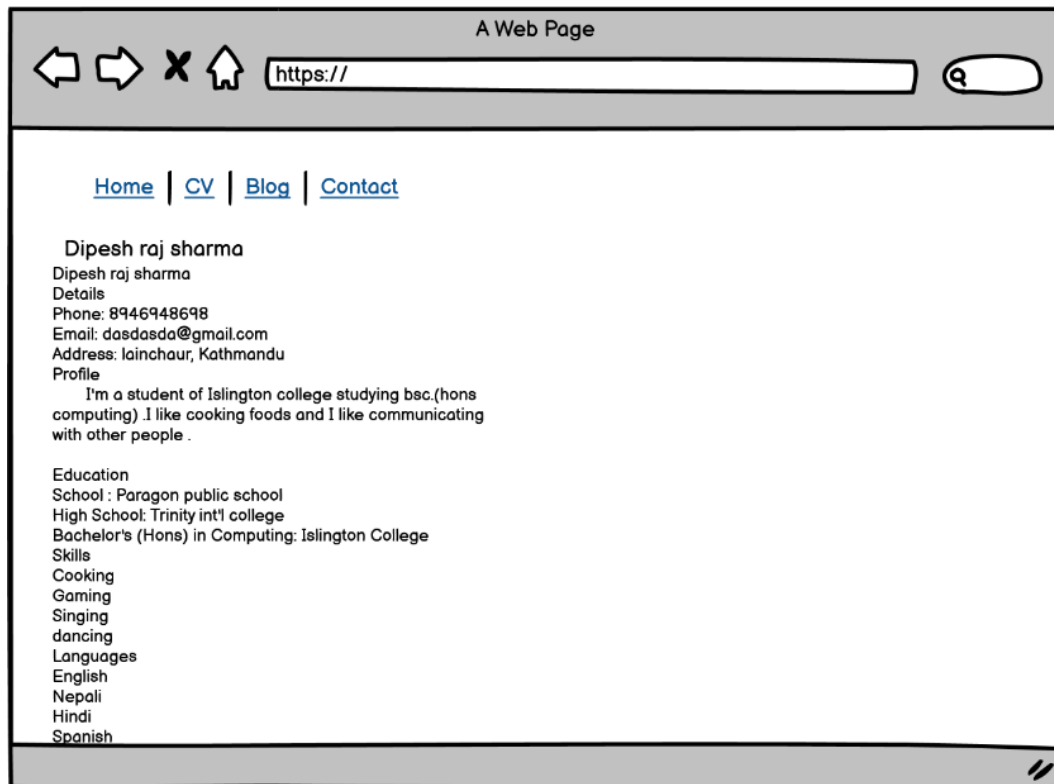 A Web Page
https://
Home | CV | Blog | Contact
Dipesh raj sharma
Dipesh raj sharma
Details
Phone: 8946948698
Email: dasdasda@gmail.com
Address: lainchaur, Kathmandu
Profile
I'm a student of Islington college studying bsc.(hons
computing) .I like cooking foods and I like communicating
with other people .
Education
School : Paragon public school
High School: Trinity int'l college
Bachelor's (Hons) in Computing: Islington College
Skills
Cooking
Gaming
Singing
dancing
Languages
English
Nepali
Hindi
Spanish